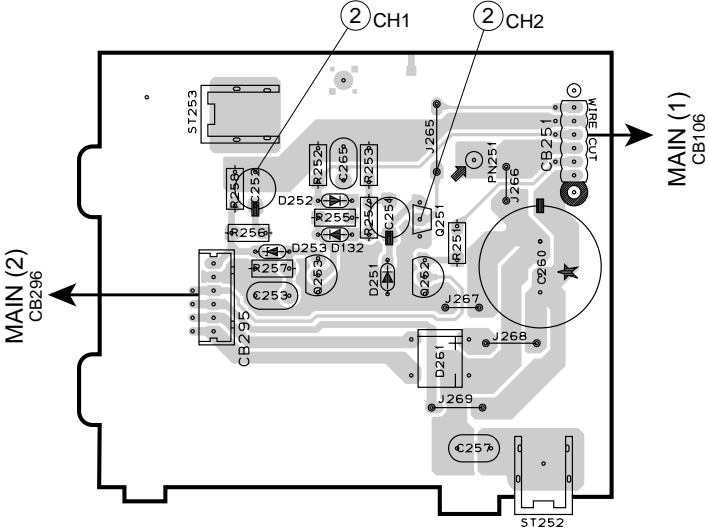 2 CH1
2 CH2
ST253
WIRE CUT
CB251
MAIN (1)
CB106
J265
PN251
J266
R252
C265
R253
R258
D252
R255
R254
C254
Q251
R256
D253
D132
R251
C260
R257
Q253
D251
Q252
C253
J267
MAIN (2)
CB296
CB295
D261
J268
J269
C257
ST252